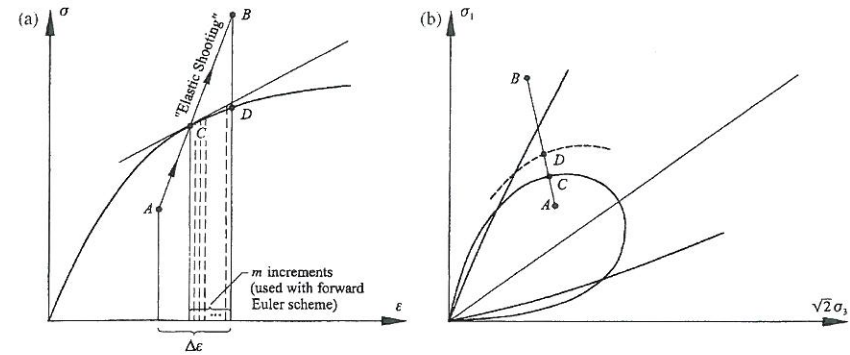 (a)
σ
"Elastic Shooting"
B
D
C
A
m increments
(used with forward
Euler scheme)
...
ε
Δε
(b)
σ₁
B
D
C
A
√2 σ₃